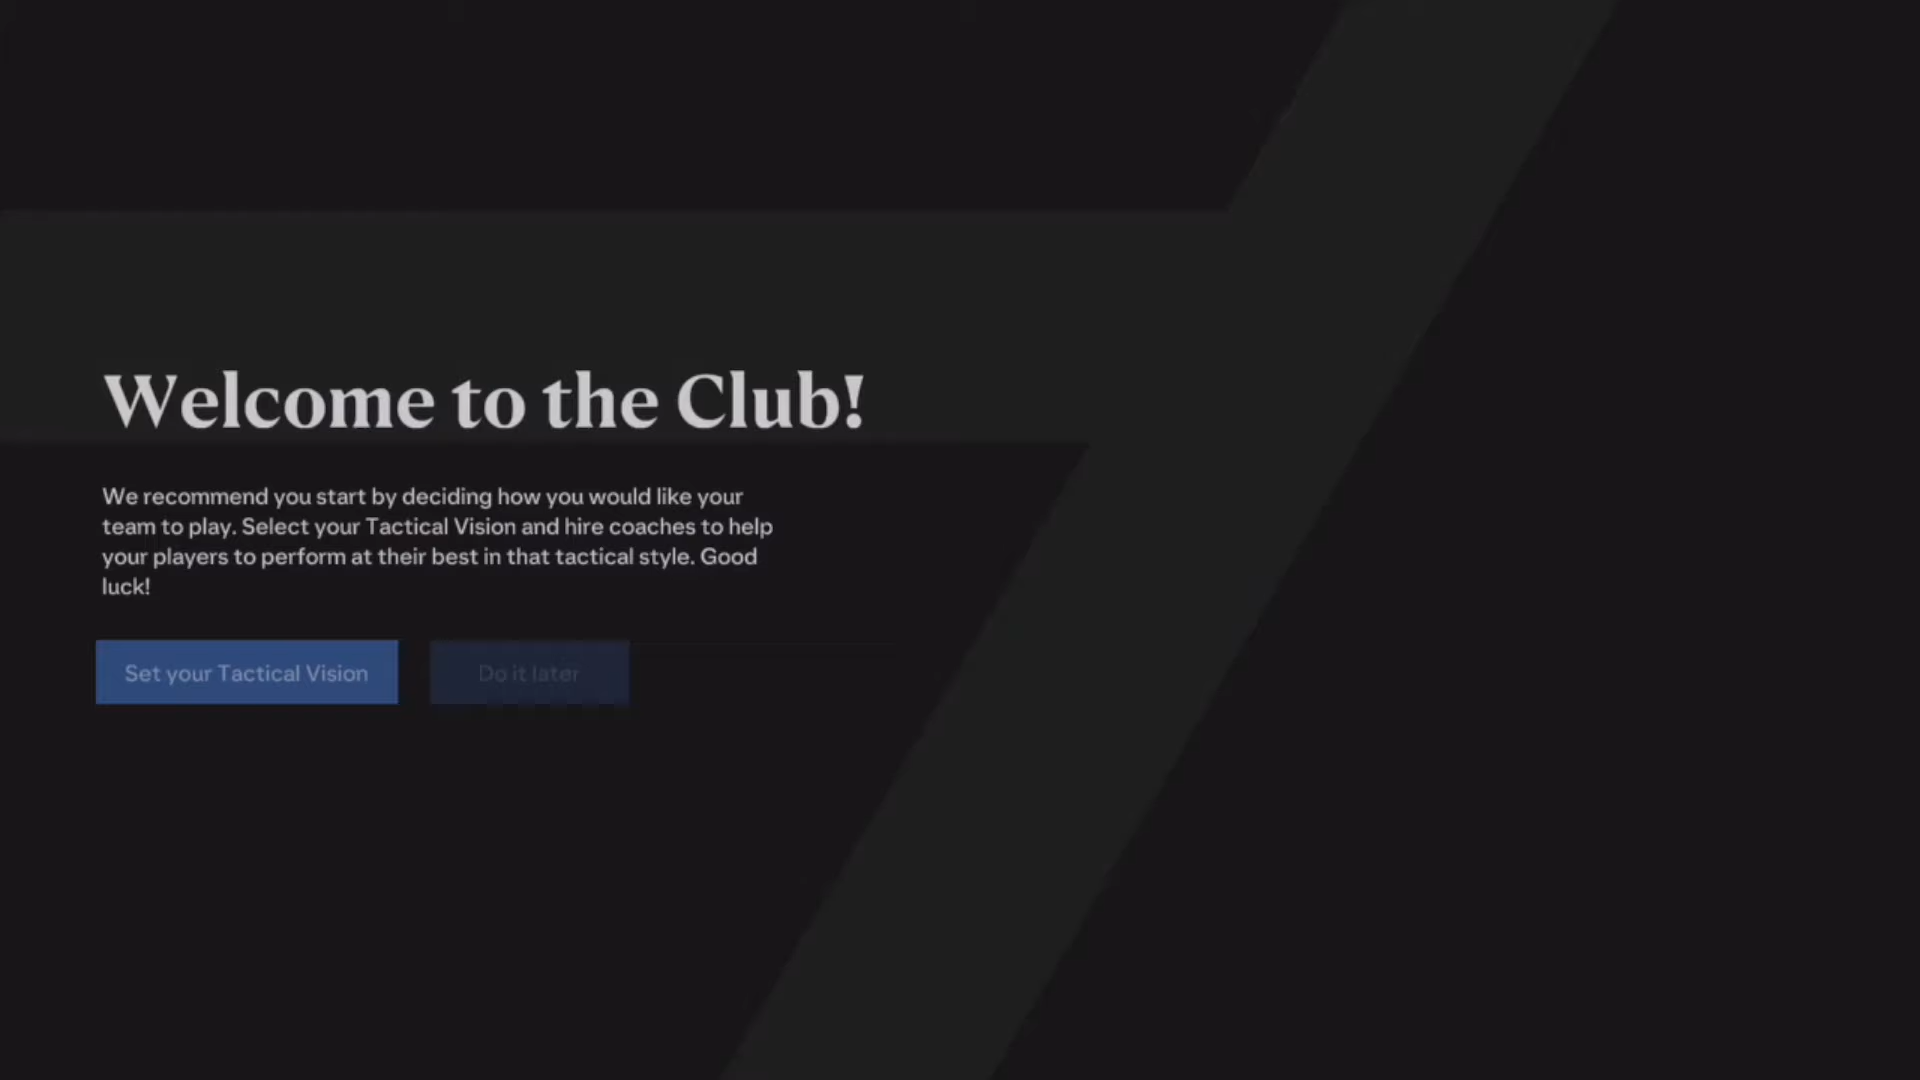 Welcome to the Club!
We recommend you start by deciding how you would like your
team to play. Select your Tactical Vision and hire coaches to help
your players to perform at their best in that tactical style. Good
luck!
Set your Tactical Vision
Do it later